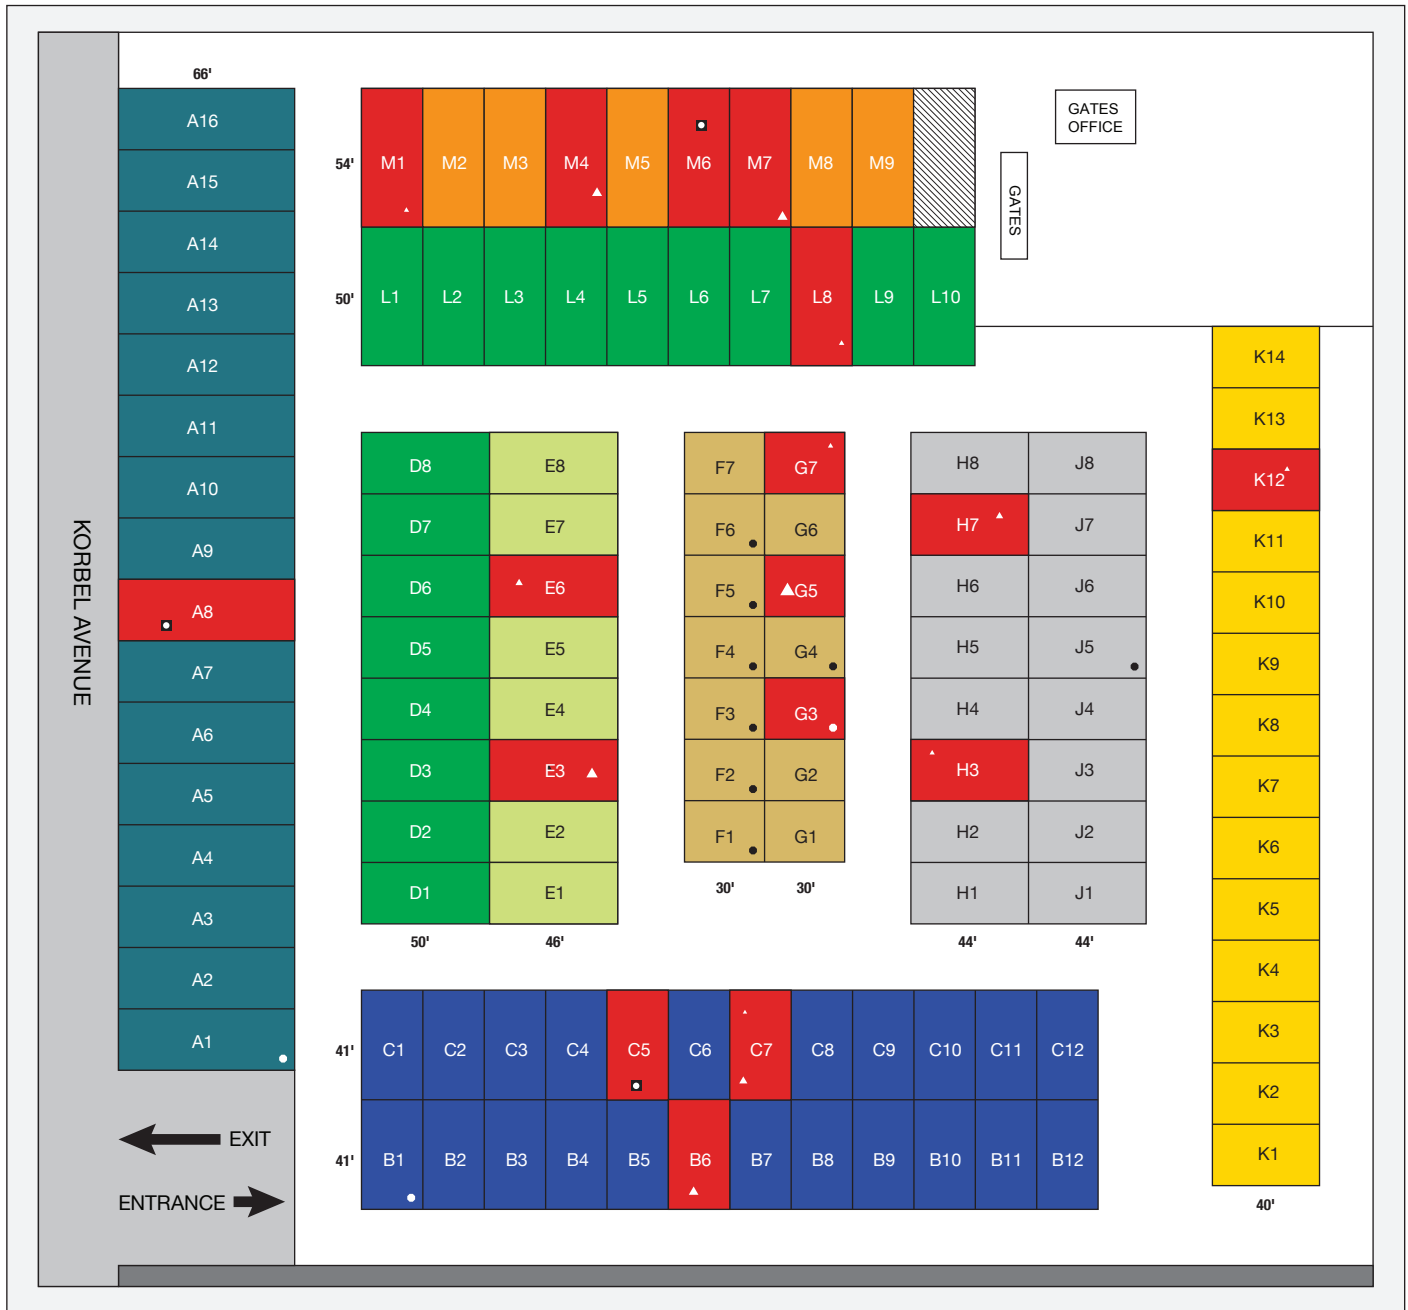 66'
A16
A15
A14
A13
A12
A11
A10
A9
A8
A7
A6
A5
A4
A3
A2
A1
KORBEL AVENUE
EXIT
ENTRANCE
54'
M1 M2 M3 M4 M5 M6 M7 M8 M9
50'
L1 L2 L3 L4 L5 L6 L7 L8 L9 L10
GATES
OFFICE
GATES
D8 E8
D7 E7
D6 E6
D5 E5
D4 E4
D3 E3
D2 E2
D1 E1
50' 46'
F7 G7
F6 G6
F5 G5
F4 G4
F3 G3
F2 G2
F1 G1
30' 30'
H8 J8
H7 J7
H6 J6
H5 J5
H4 J4
H3 J3
H2 J2
H1 J1
44' 44'
K14
K13
K12
K11
K10
K9
K8
K7
K6
K5
K4
K3
K2
K1
40'
41'
C1 C2 C3 C4 C5 C6 C7 C8 C9 C10 C11 C12
41'
B1 B2 B3 B4 B5 B6 B7 B8 B9 B10 B11 B12